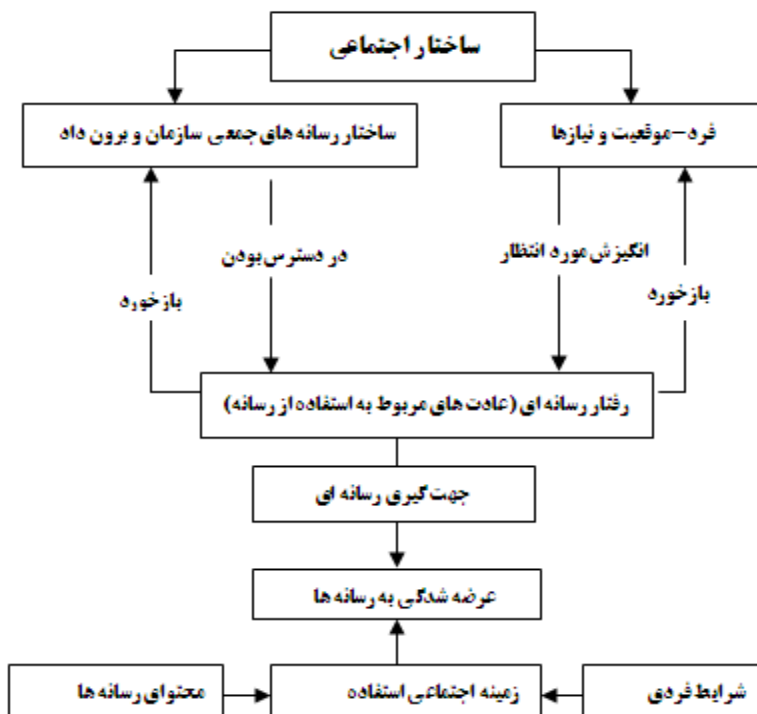 ساختار اجتماعی
فرد-موقعیت و نیازها
ساختار رسانه های جمعی سازمان و برون داد
انگیزش مورد انتظار
در دسترس بودن
بازخورد
بازخورد
رفتار رسانه ای (عادت های مربوط به استفاده از رسانه)
جهت گیری رسانه ای
عرضه شدگی به رسانه ها
شرایط فردی
زمینه اجتماعی استفاده
محتوای رسانه ها